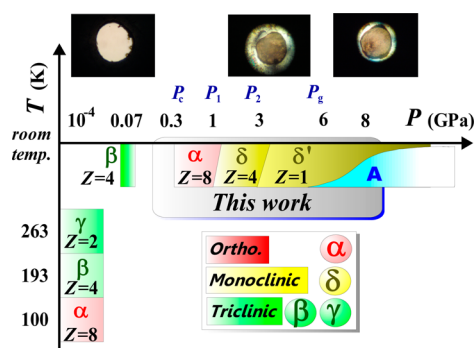 T (K)
P_c P_1 P_2 P_g
10^-4 0.07 0.3 1 3 6 8 P (GPa)
room
temp.
β α δ δ'
Z=4 Z=8 Z=4 Z=1 A
This work
263 γ
Z=2
193 β
Z=4
100 α
Z=8
Ortho. α
Monoclinic δ
Triclinic β γ